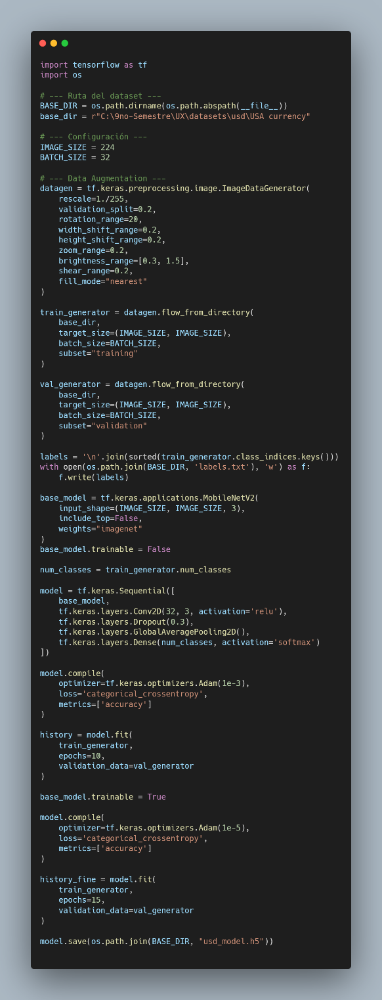 import tensorflow as tf
import os

# --- Ruta del dataset ---
BASE_DIR = os.path.dirname(os.path.abspath(__file__))
base_dir = r"C:\9no-Semestre\UX\datasets\usd\USA currency"

# --- Configuración ---
IMAGE_SIZE = 224
BATCH_SIZE = 32

# --- Data Augmentation ---
datagen = tf.keras.preprocessing.image.ImageDataGenerator(
    rescale=1./255,
    validation_split=0.2,
    rotation_range=20,
    width_shift_range=0.2,
    height_shift_range=0.2,
    zoom_range=0.2,
    brightness_range=[0.3, 1.5],
    shear_range=0.2,
    fill_mode="nearest"
)

train_generator = datagen.flow_from_directory(
    base_dir,
    target_size=(IMAGE_SIZE, IMAGE_SIZE),
    batch_size=BATCH_SIZE,
    subset="training"
)

val_generator = datagen.flow_from_directory(
    base_dir,
    target_size=(IMAGE_SIZE, IMAGE_SIZE),
    batch_size=BATCH_SIZE,
    subset="validation"
)

labels = '\n'.join(sorted(train_generator.class_indices.keys()))
with open(os.path.join(BASE_DIR, 'labels.txt'), 'w') as f:
    f.write(labels)

base_model = tf.keras.applications.MobileNetV2(
    input_shape=(IMAGE_SIZE, IMAGE_SIZE, 3),
    include_top=False,
    weights="imagenet"
)
base_model.trainable = False

num_classes = train_generator.num_classes

model = tf.keras.Sequential([
    base_model,
    tf.keras.layers.Conv2D(32, 3, activation='relu'),
    tf.keras.layers.Dropout(0.3),
    tf.keras.layers.GlobalAveragePooling2D(),
    tf.keras.layers.Dense(num_classes, activation='softmax')
])

model.compile(
    optimizer=tf.keras.optimizers.Adam(1e-3),
    loss='categorical_crossentropy',
    metrics=['accuracy']
)

history = model.fit(
    train_generator,
    epochs=10,
    validation_data=val_generator
)

base_model.trainable = True

model.compile(
    optimizer=tf.keras.optimizers.Adam(1e-5),
    loss='categorical_crossentropy',
    metrics=['accuracy']
)

history_fine = model.fit(
    train_generator,
    epochs=15,
    validation_data=val_generator
)

model.save(os.path.join(BASE_DIR, "usd_model.h5"))